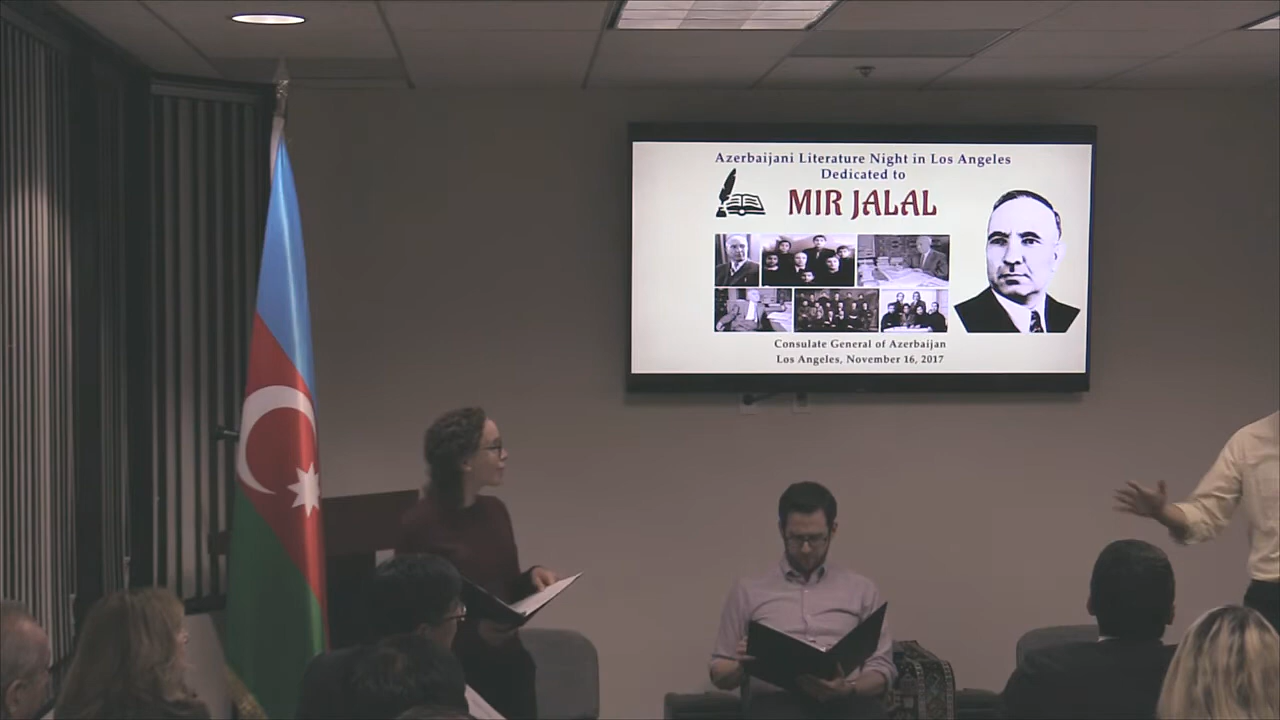 Azerbaijani Literature Night in Los Angeles
Dedicated to
MIR JALAL
Consulate General of Azerbaijan
Los Angeles, November 16, 2017